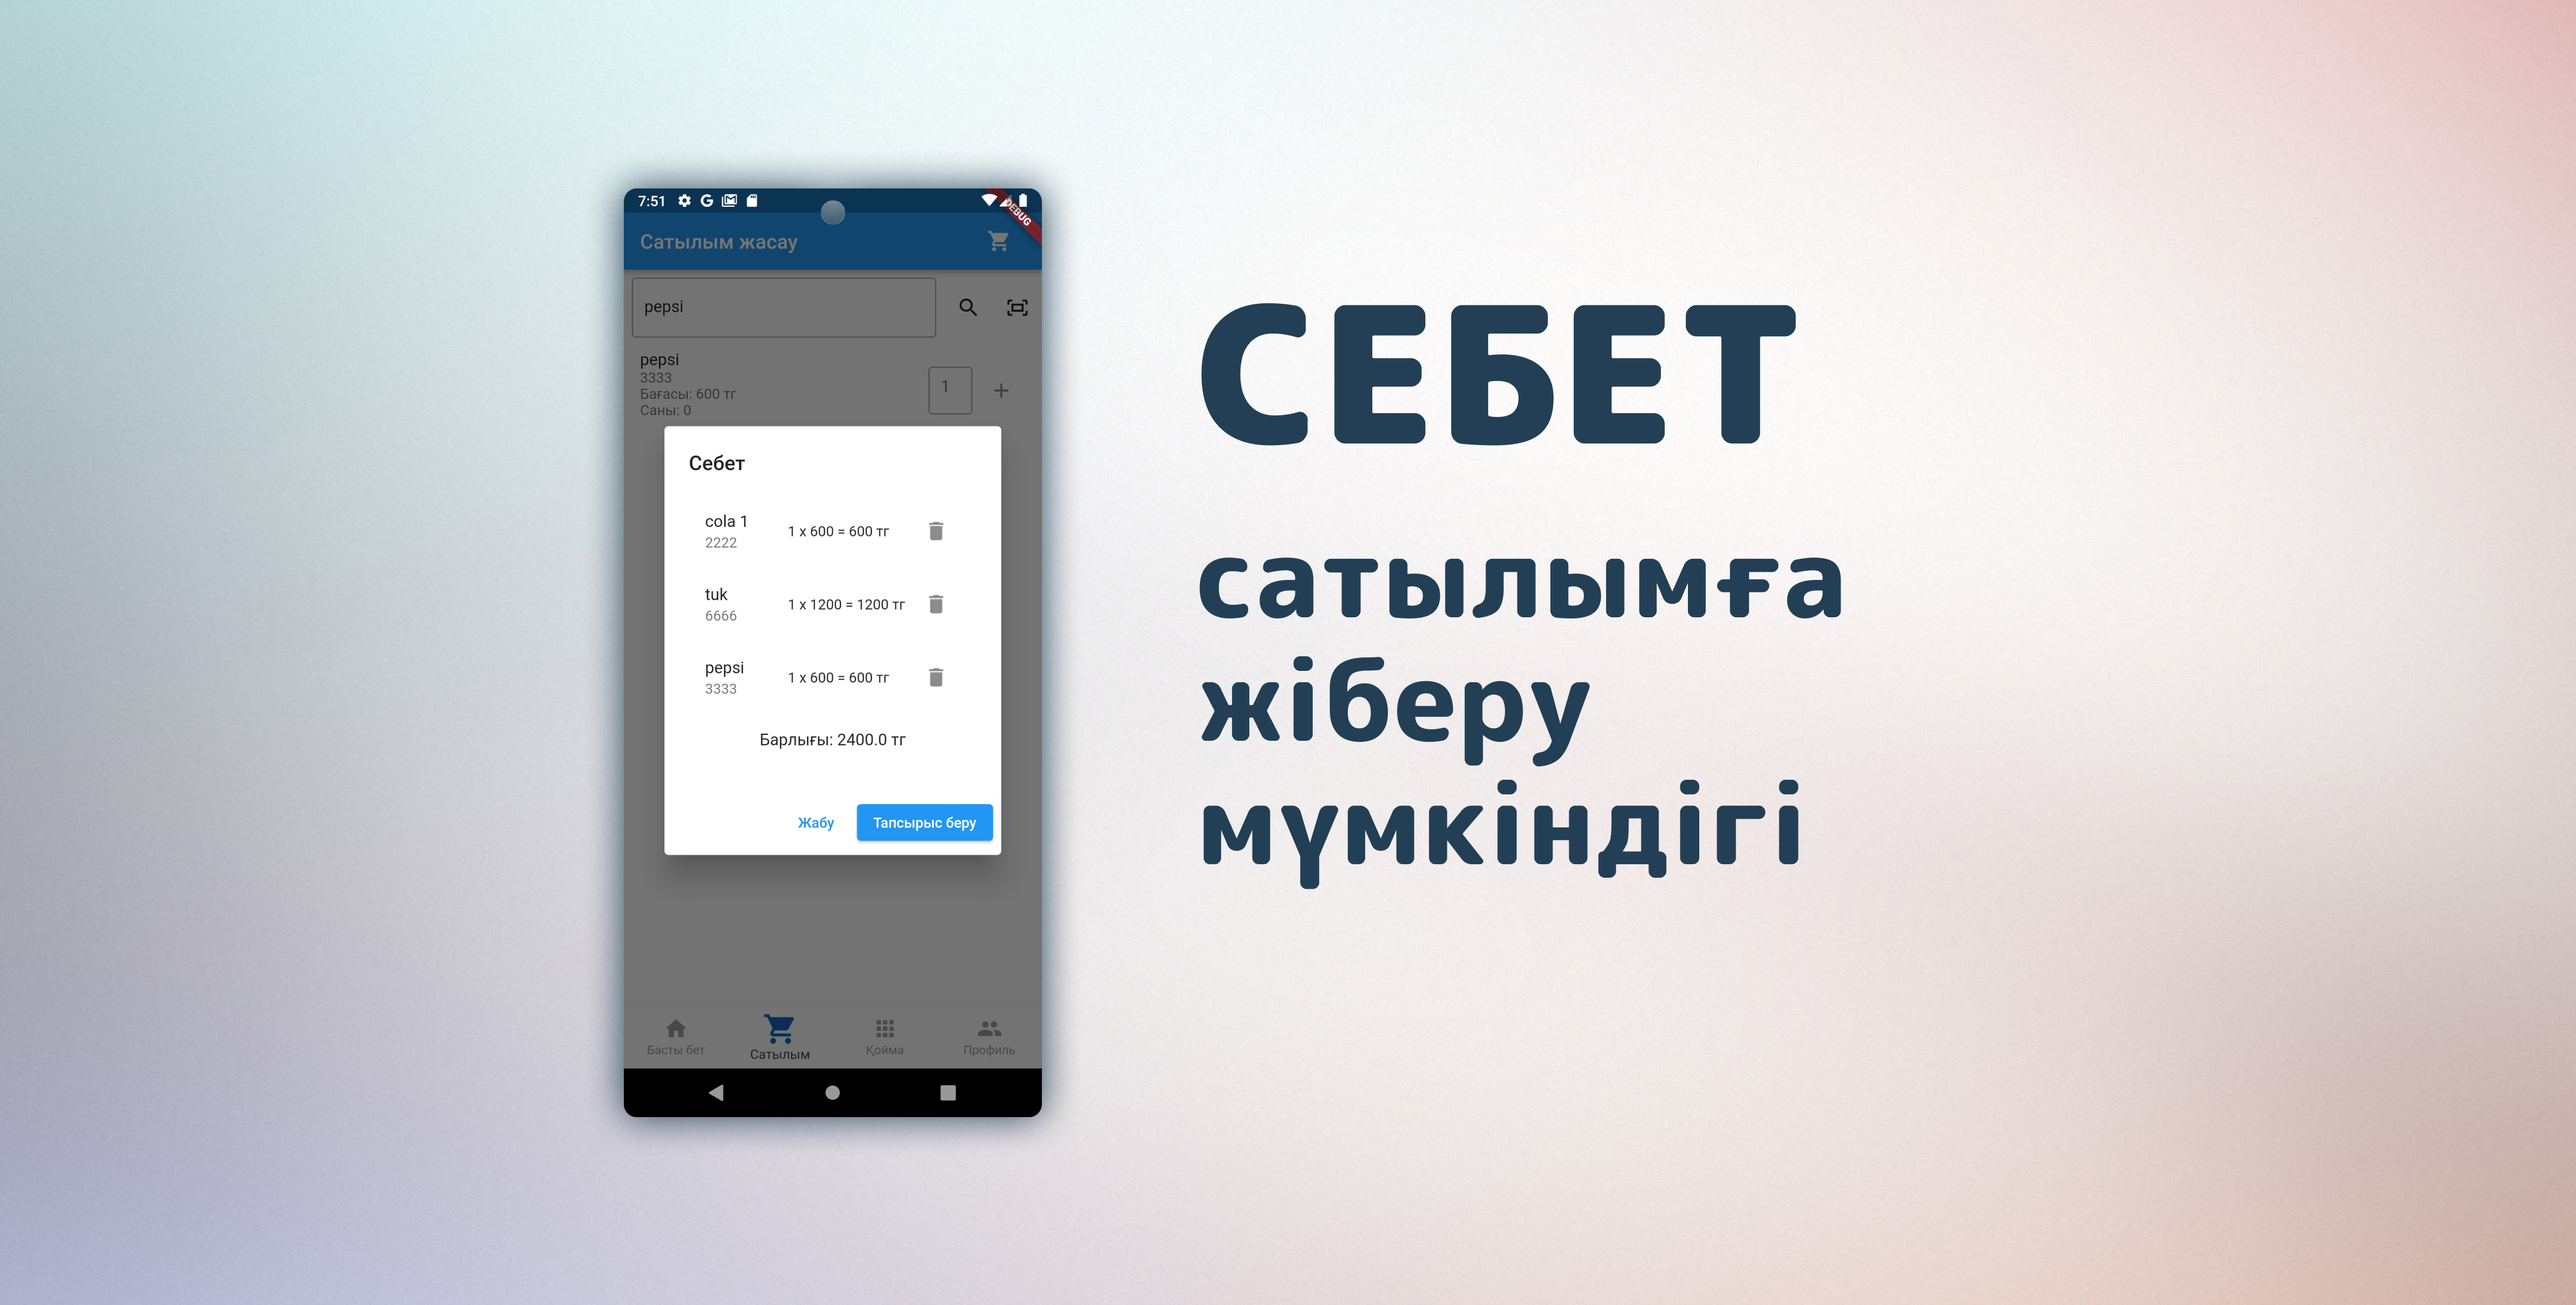 7:51
DEBUG
Сатылым жасау
pepsi
pepsi
3333
Бағасы: 600 тг
Саны: 0
1
Себет
cola 1
2222
1 x 600 = 600 тг
tuk
6666
1 x 1200 = 1200 тг
pepsi
3333
1 x 600 = 600 тг
Барлығы: 2400.0 тг
Жабу
Тапсырыс беру
Басты бет
Сатылым
Қойма
Профиль
СЕБЕТ
сатылымға
жіберу
мүмкіндігі